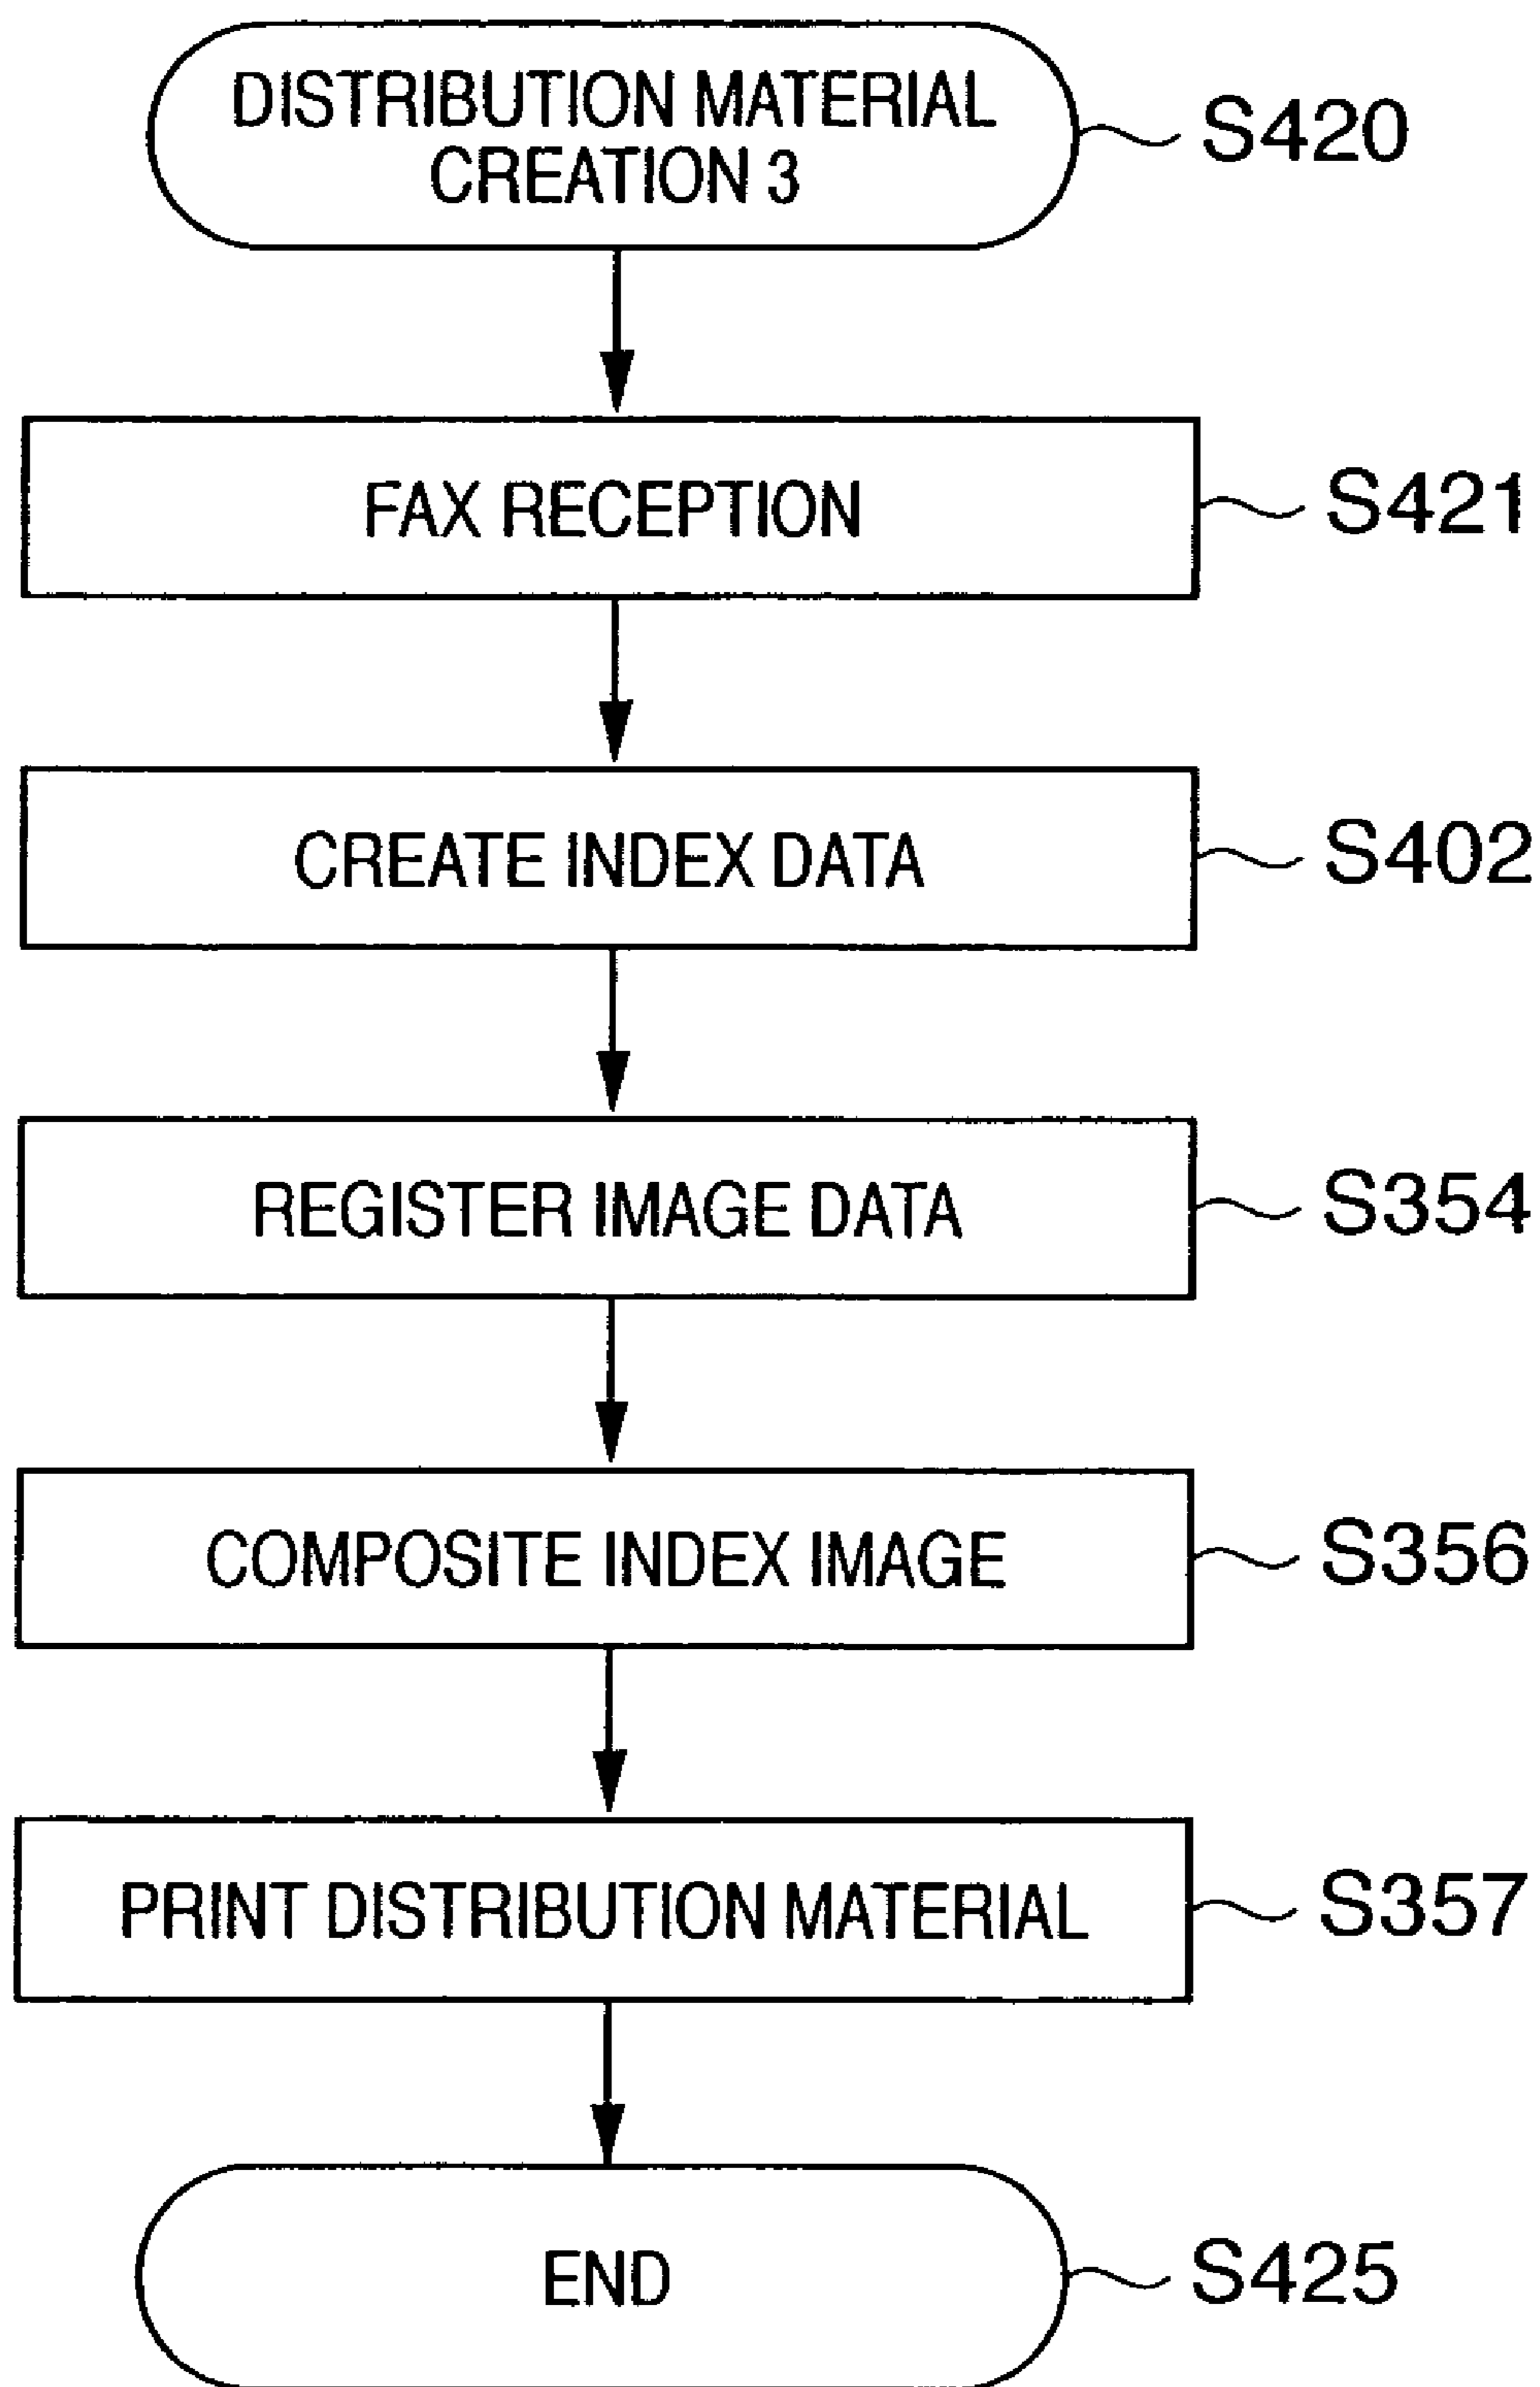 DISTRIBUTION MATERIAL
CREATION 3
S420
FAX RECEPTION
S421
CREATE INDEX DATA
S402
REGISTER IMAGE DATA
S354
COMPOSITE INDEX IMAGE
S356
PRINT DISTRIBUTION MATERIAL
S357
END
S425